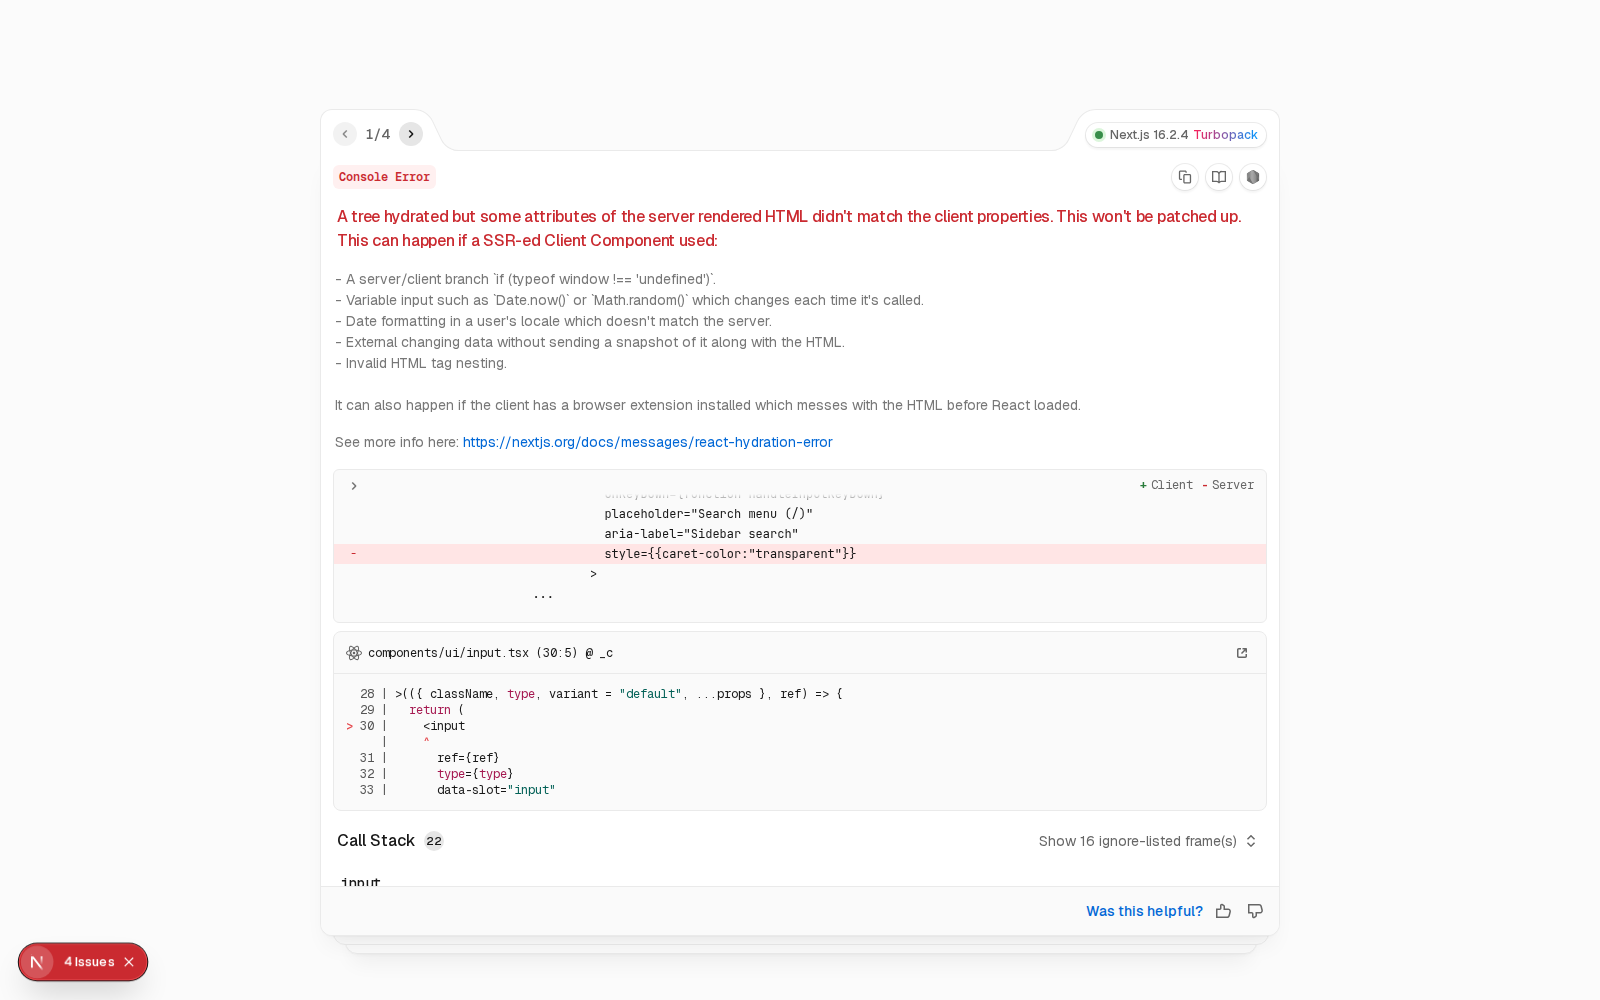 1/4
Next.js 16.2.4 Turbopack
Console Error
A tree hydrated but some attributes of the server rendered HTML didn't match the client properties. This won't be patched up.
This can happen if a SSR-ed Client Component used:
- A server/client branch `if (typeof window !== 'undefined')`.
- Variable input such as `Date.now()` or `Math.random()` which changes each time it's called.
- Date formatting in a user's locale which doesn't match the server.
- External changing data without sending a snapshot of it along with the HTML.
- Invalid HTML tag nesting.
It can also happen if the client has a browser extension installed which messes with the HTML before React loaded.
See more info here: https://nextjs.org/docs/messages/react-hydration-error
+ Client - Server
onKeyDown={function handleInputKeyDown}
placeholder="Search menu (/)"
aria-label="Sidebar search"
- style={{caret-color:"transparent"}}
>
...
components/ui/input.tsx (30:5) @ _c
28 | >(({ className, type, variant = "default", ...props }, ref) => {
29 | return (
> 30 | <input
| ^
31 | ref={ref}
32 | type={type}
33 | data-slot="input"
Call Stack 22
Show 16 ignore-listed frame(s)
input
Was this helpful?
N 4 Issues